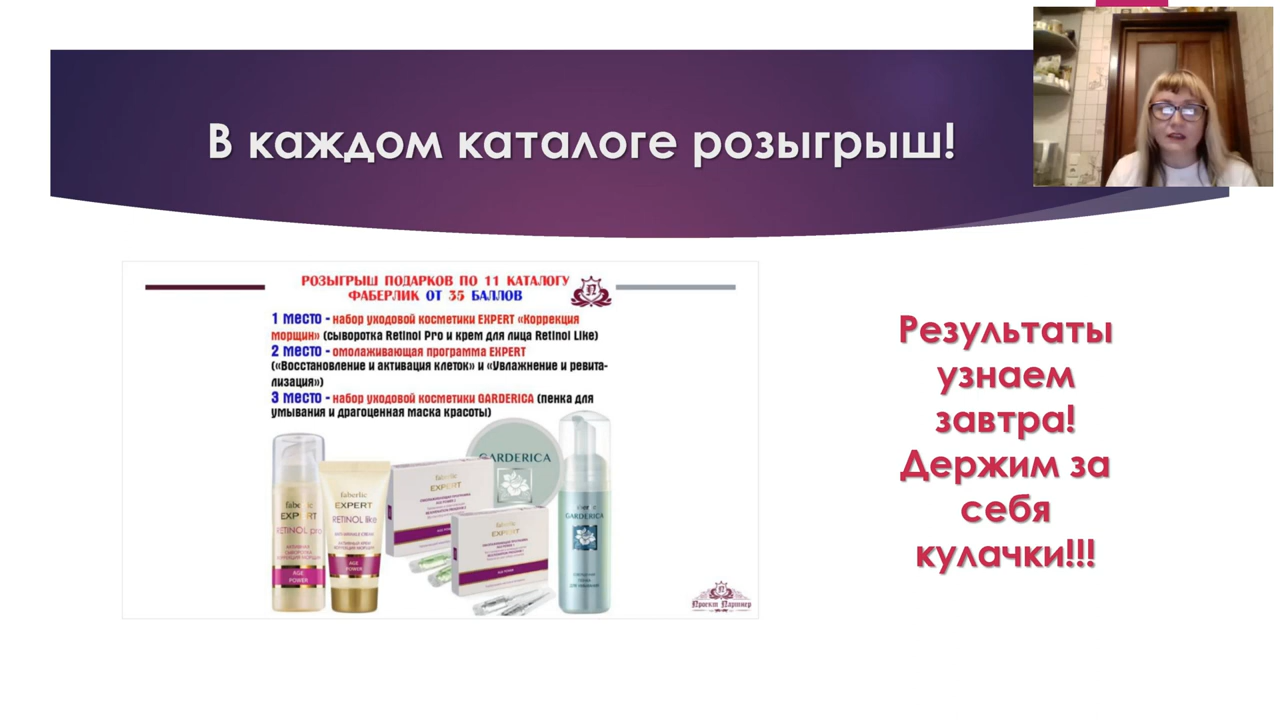 В каждом каталоге розыгрыш!
РОЗЫГРЫШ ПОДАРКОВ ПО 11 КАТАЛОГУ
ФАБЕРЛИК ОТ 35 БАЛЛОВ
1 место - набор уходовой косметики EXPERT «Коррекция
морщин» (сыворотка Retinol Pro и крем для лица Retinol Like)
2 место - омолаживающая программа EXPERT
(«Восстановление и активация клеток» и «Увлажнение и ревита-
лизация»)
3 место - набор уходовой косметики GARDERICA (пенка для
умывания и драгоценная маска красоты)
Результаты
узнаем
завтра!
Держим за
себя
кулачки!!!
GARDERICA
faberlic
EXPERT
RETINOL pro
AGE
POWER
faberlic
EXPERT
RETINOL like
AGE
POWER
faberlic
EXPERT
faberlic
EXPERT
GARDERICA
Проект Партнер